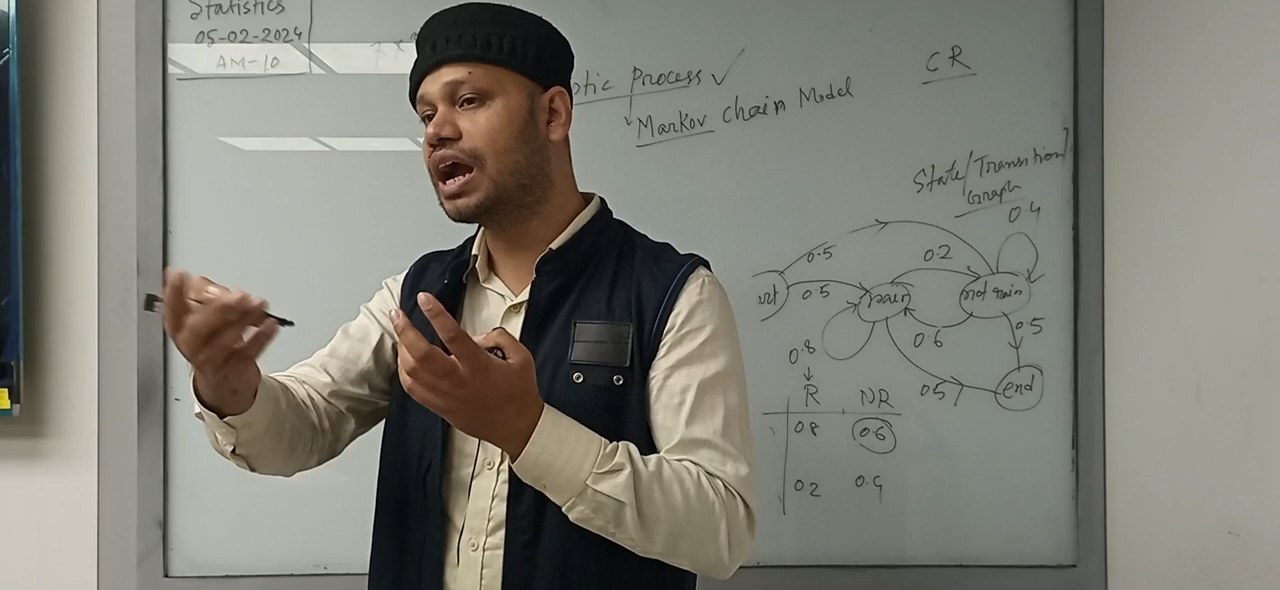 Statistics
05-02-2024
AM-10
7 ×
otic Process ✓
Markov Chain Model
CR
State/Transition
Graph
0.4
0.5
0.2
0.5
rain
not rain
0.8
0.6
0.5
0.5
end
R NR
0.8 0.6
0.2 0.4